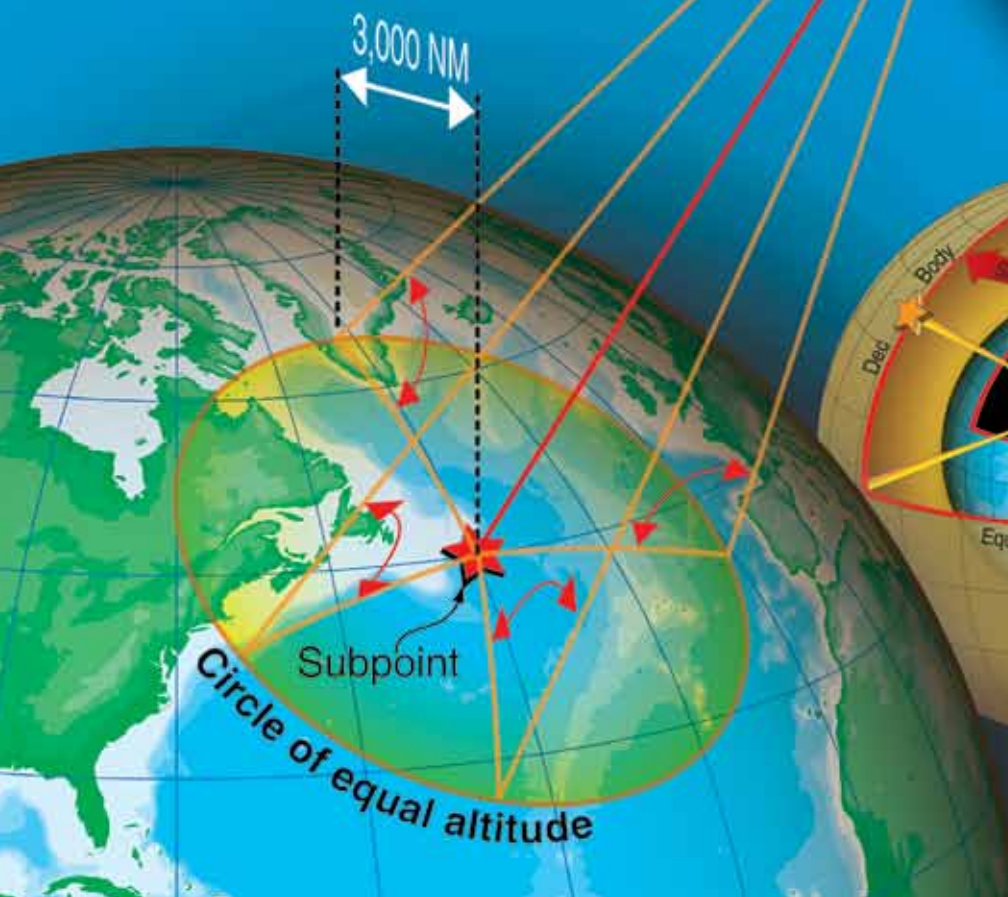 3,000 NM
Body
Dec
Subpoint
Circle of equal altitude